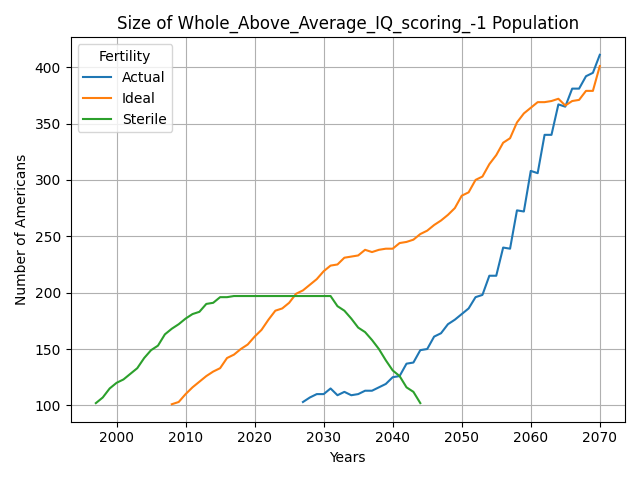 Size of Whole_Above_Average_IQ_scoring_-1 Population
Fertility
Actual
Ideal
Sterile
Number of Americans
400
350
300
250
200
150
100
2000
2010
2020
2030
2040
2050
2060
2070
Years